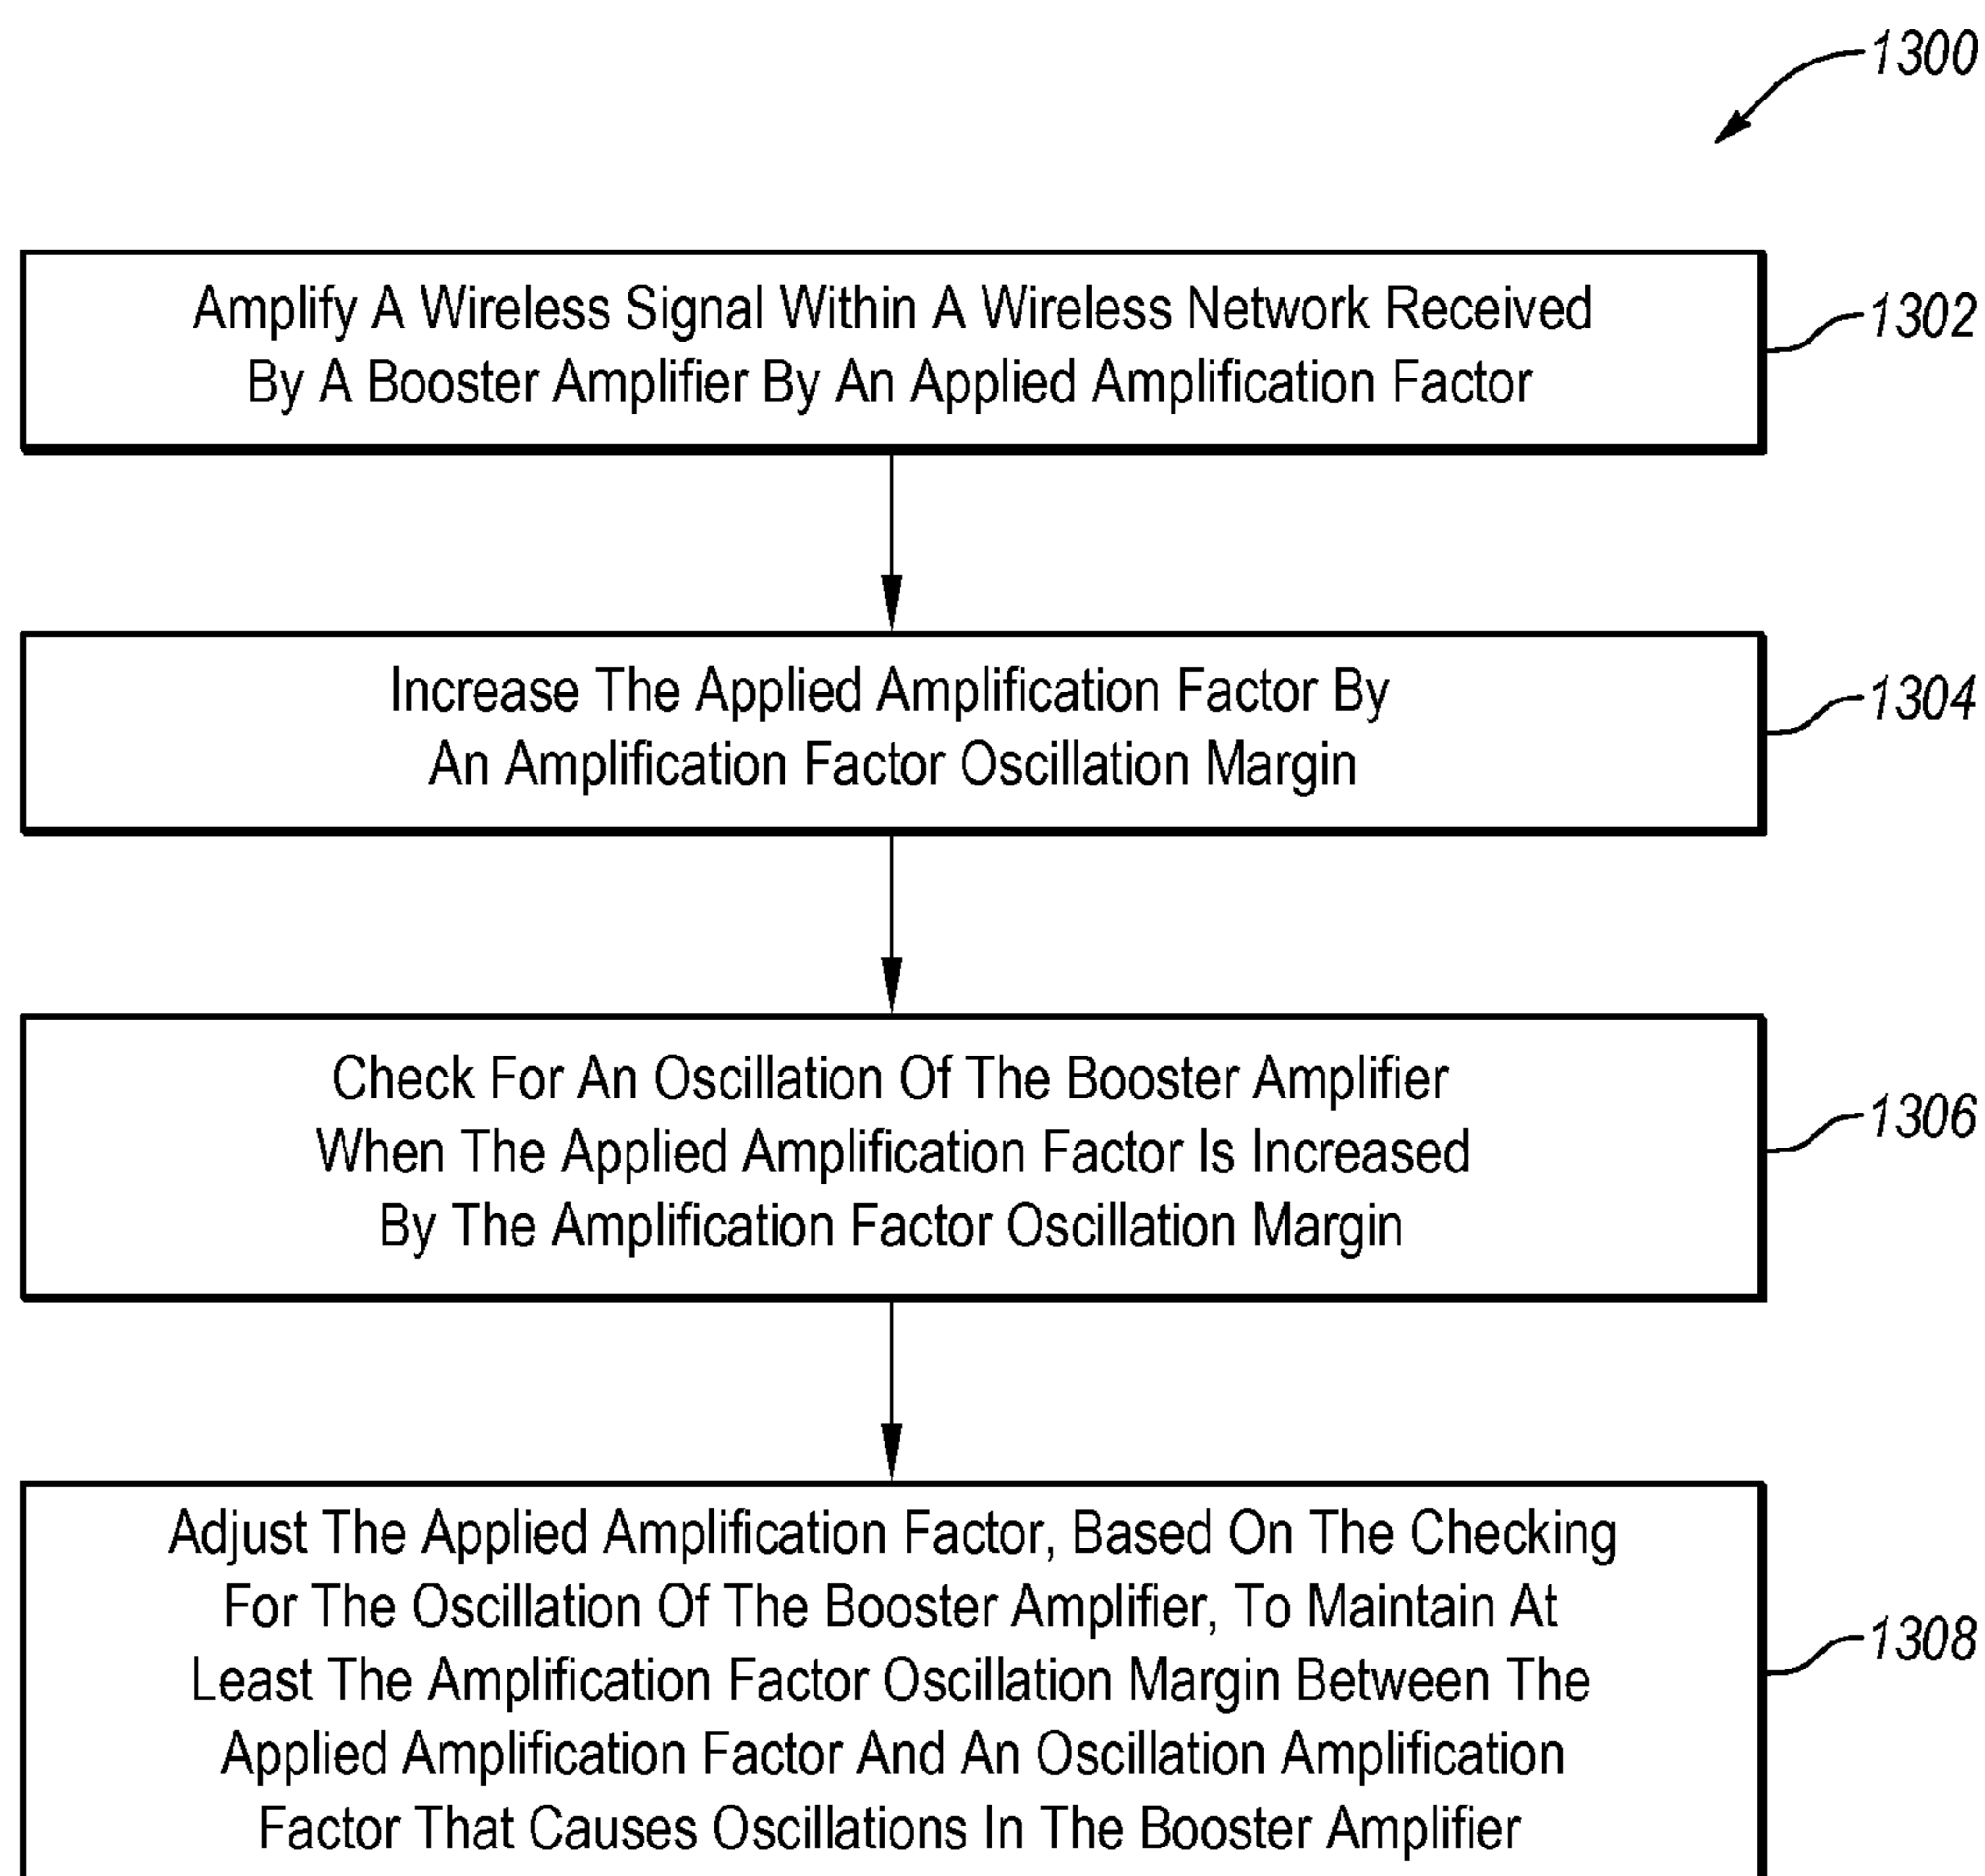 1300
Amplify A Wireless Signal Within A Wireless Network Received
By A Booster Amplifier By An Applied Amplification Factor
1302
Increase The Applied Amplification Factor By
An Amplification Factor Oscillation Margin
1304
Check For An Oscillation Of The Booster Amplifier
When The Applied Amplification Factor Is Increased
By The Amplification Factor Oscillation Margin
1306
Adjust The Applied Amplification Factor, Based On The Checking
For The Oscillation Of The Booster Amplifier, To Maintain At
Least The Amplification Factor Oscillation Margin Between The
Applied Amplification Factor And An Oscillation Amplification
Factor That Causes Oscillations In The Booster Amplifier
1308